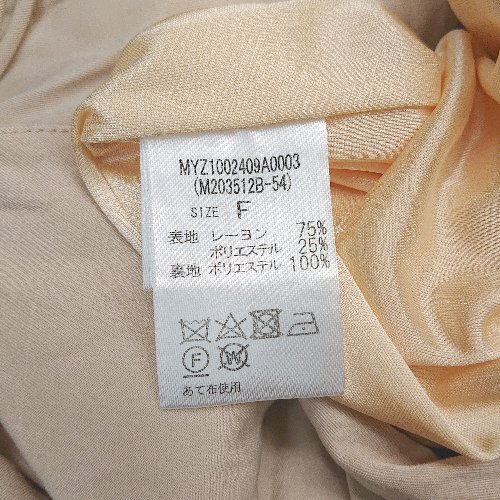 MYZ1002409A0003
(M203512B-54)
SIZE F
表地 レーヨン 75%
ポリエステル 25%
裏地 ポリエステル 100%
F W
あて布使用